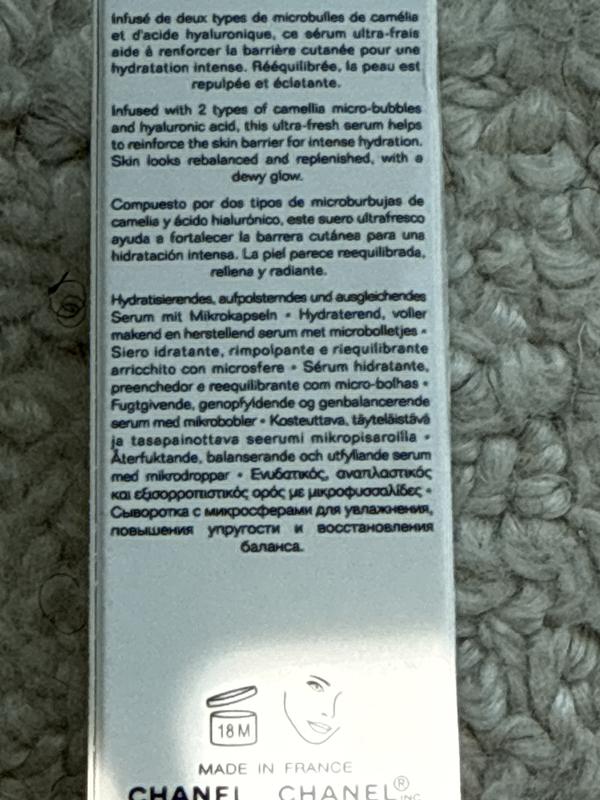 Infusé de deux types de microbulles de camélia
et d'acide hyaluronique, ce sérum ultra-frais
aide à renforcer la barrière cutanée pour une
hydratation intense. Rééquilibrée, la peau est
repulpée et éclatante.
Infused with 2 types of camellia micro-bubbles
and hyaluronic acid, this ultra-fresh serum helps
to reinforce the skin barrier for intense hydration.
Skin looks rebalanced and replenished, with a
dewy glow.
Compuesto por dos tipos de microburbujas de
camelia y ácido hialurónico, este suero ultrafresco
ayuda a fortalecer la barrera cutánea para una
hidratación intensa. La piel parece reequilibrada,
rellena y radiante.
Hydratisierendes, aufpolsterndes und ausgleichendes
Serum mit Mikrokapseln • Hydraterend, voller
makend en herstellend serum met microbolletjes •
Siero idratante, rimpolpante e riequilibrante
arricchito con microsfere • Sérum hidratante,
preenchedor e reequilibrante com micro-bolhas •
Fugtgivende, genopfyldende og genbalancerende
serum med mikrobobler • Kosteuttava, täyteläistävä
ja tasapainottava seerumi mikropisaroilla •
Återfuktande, balanserande och utfyllande serum
med mikrodroppar • Ενυδατικός, αναπλαστικός
και εξισορροπιστικός ορός με μικροφυσαλίδες •
Сыворотка с микросферами для увлажнения,
повышения упругости и восстановления
баланса.
18 M
MADE IN FRANCE
CHANEL CHANEL® INC.